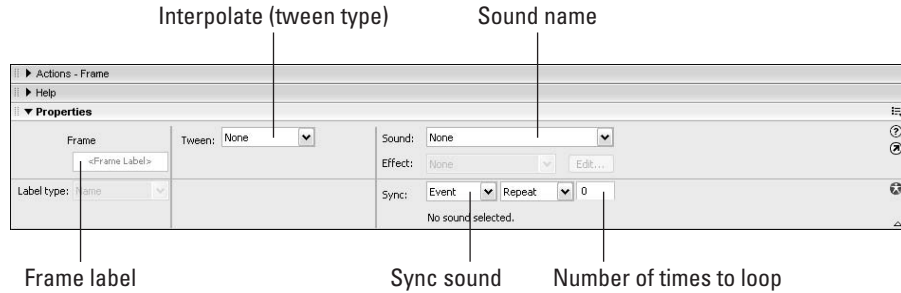 Interpolate (tween type) Sound name
Actions - Frame
Help
Properties
Frame Tween: None Sound: None
<Frame Label> Effect: None Edit...
Label type: Name Sync: Event Repeat 0
No sound selected.
Frame label Sync sound Number of times to loop